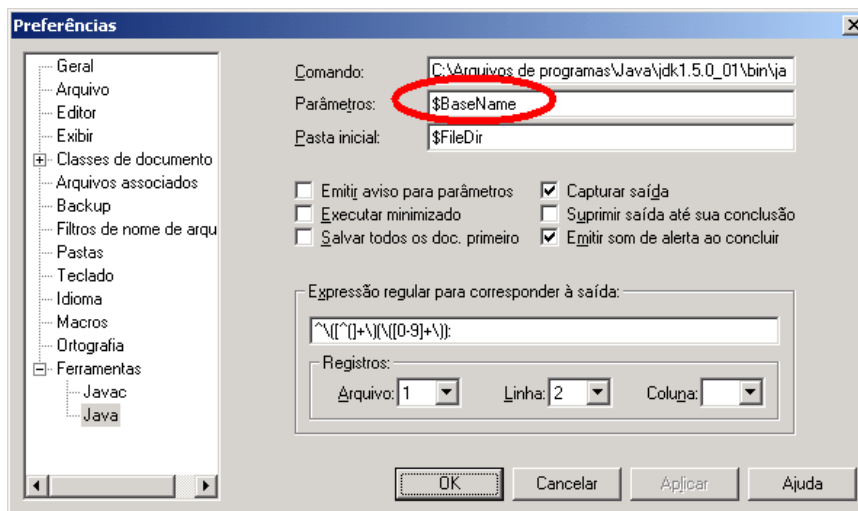 Preferências
Geral
Arquivo
Editor
Exibir
Classes de documento
Arquivos associados
Backup
Filtros de nome de arqu
Pastas
Teclado
Idioma
Macros
Ortografia
Ferramentas
Javac
Java
Comando: C:\Arquivos de programas\Java\jdk1.5.0_01\bin\ja
Parâmetros: $BaseName
Pasta inicial: $FileDir
Emitir aviso para parâmetros
Capturar saída
Executar minimizado
Suprimir saída até sua conclusão
Salvar todos os doc. primeiro
Emitir som de alerta ao concluir
Expressão regular para corresponder à saída:
^\([^(]+\)(\([0-9]+\)):
Registros:
Arquivo: 1 Linha: 2 Coluna:
OK Cancelar Aplicar Ajuda